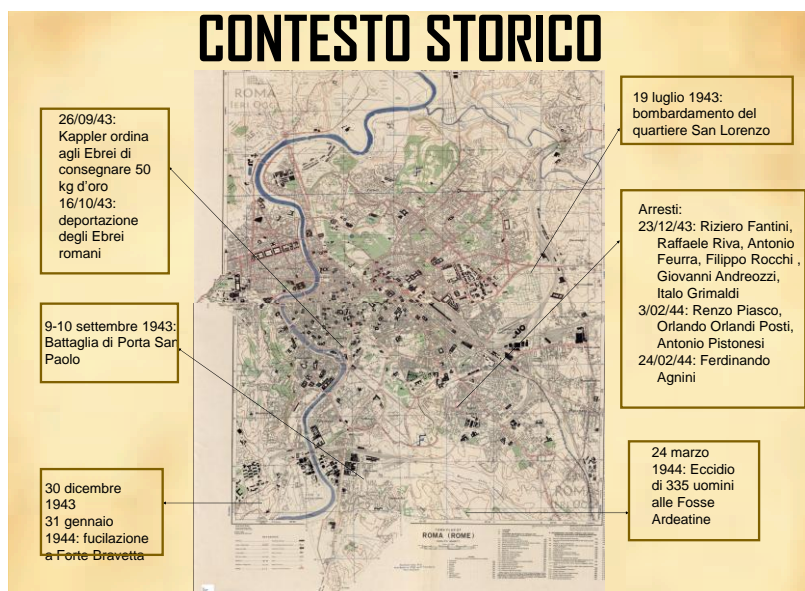 CONTESTO STORICO
26/09/43:
Kappler ordina
agli Ebrei di
consegnare 50
kg d'oro
16/10/43:
deportazione
degli Ebrei
romani
9-10 settembre 1943:
Battaglia di Porta San
Paolo
30 dicembre
1943
31 gennaio
1944: fucilazione
a Forte Bravetta
ROMA
IERI OGGI
F
ROMA (ROME)
19 luglio 1943:
bombardamento del
quartiere San Lorenzo
Arresti:
23/12/43: Riziero Fantini,
Raffaele Riva, Antonio
Feurra, Filippo Rocchi ,
Giovanni Andreozzi,
Italo Grimaldi
3/02/44: Renzo Piasco,
Orlando Orlandi Posti,
Antonio Pistonesi
24/02/44: Ferdinando
Agnini
24 marzo
1944: Eccidio
di 335 uomini
alle Fosse
Ardeatine